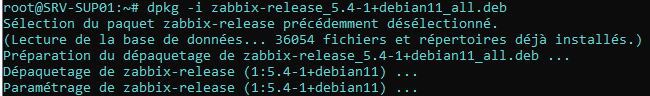 root@SRV-SUP01:~# dpkg -i zabbix-release_5.4-1+debian11_all.deb
Sélection du paquet zabbix-release précédemment désélectionné.
(Lecture de la base de données... 36054 fichiers et répertoires déjà installés.)
Préparation du dépaquetage de zabbix-release_5.4-1+debian11_all.deb ...
Dépaquetage de zabbix-release (1:5.4-1+debian11) ...
Paramétrage de zabbix-release (1:5.4-1+debian11) ...